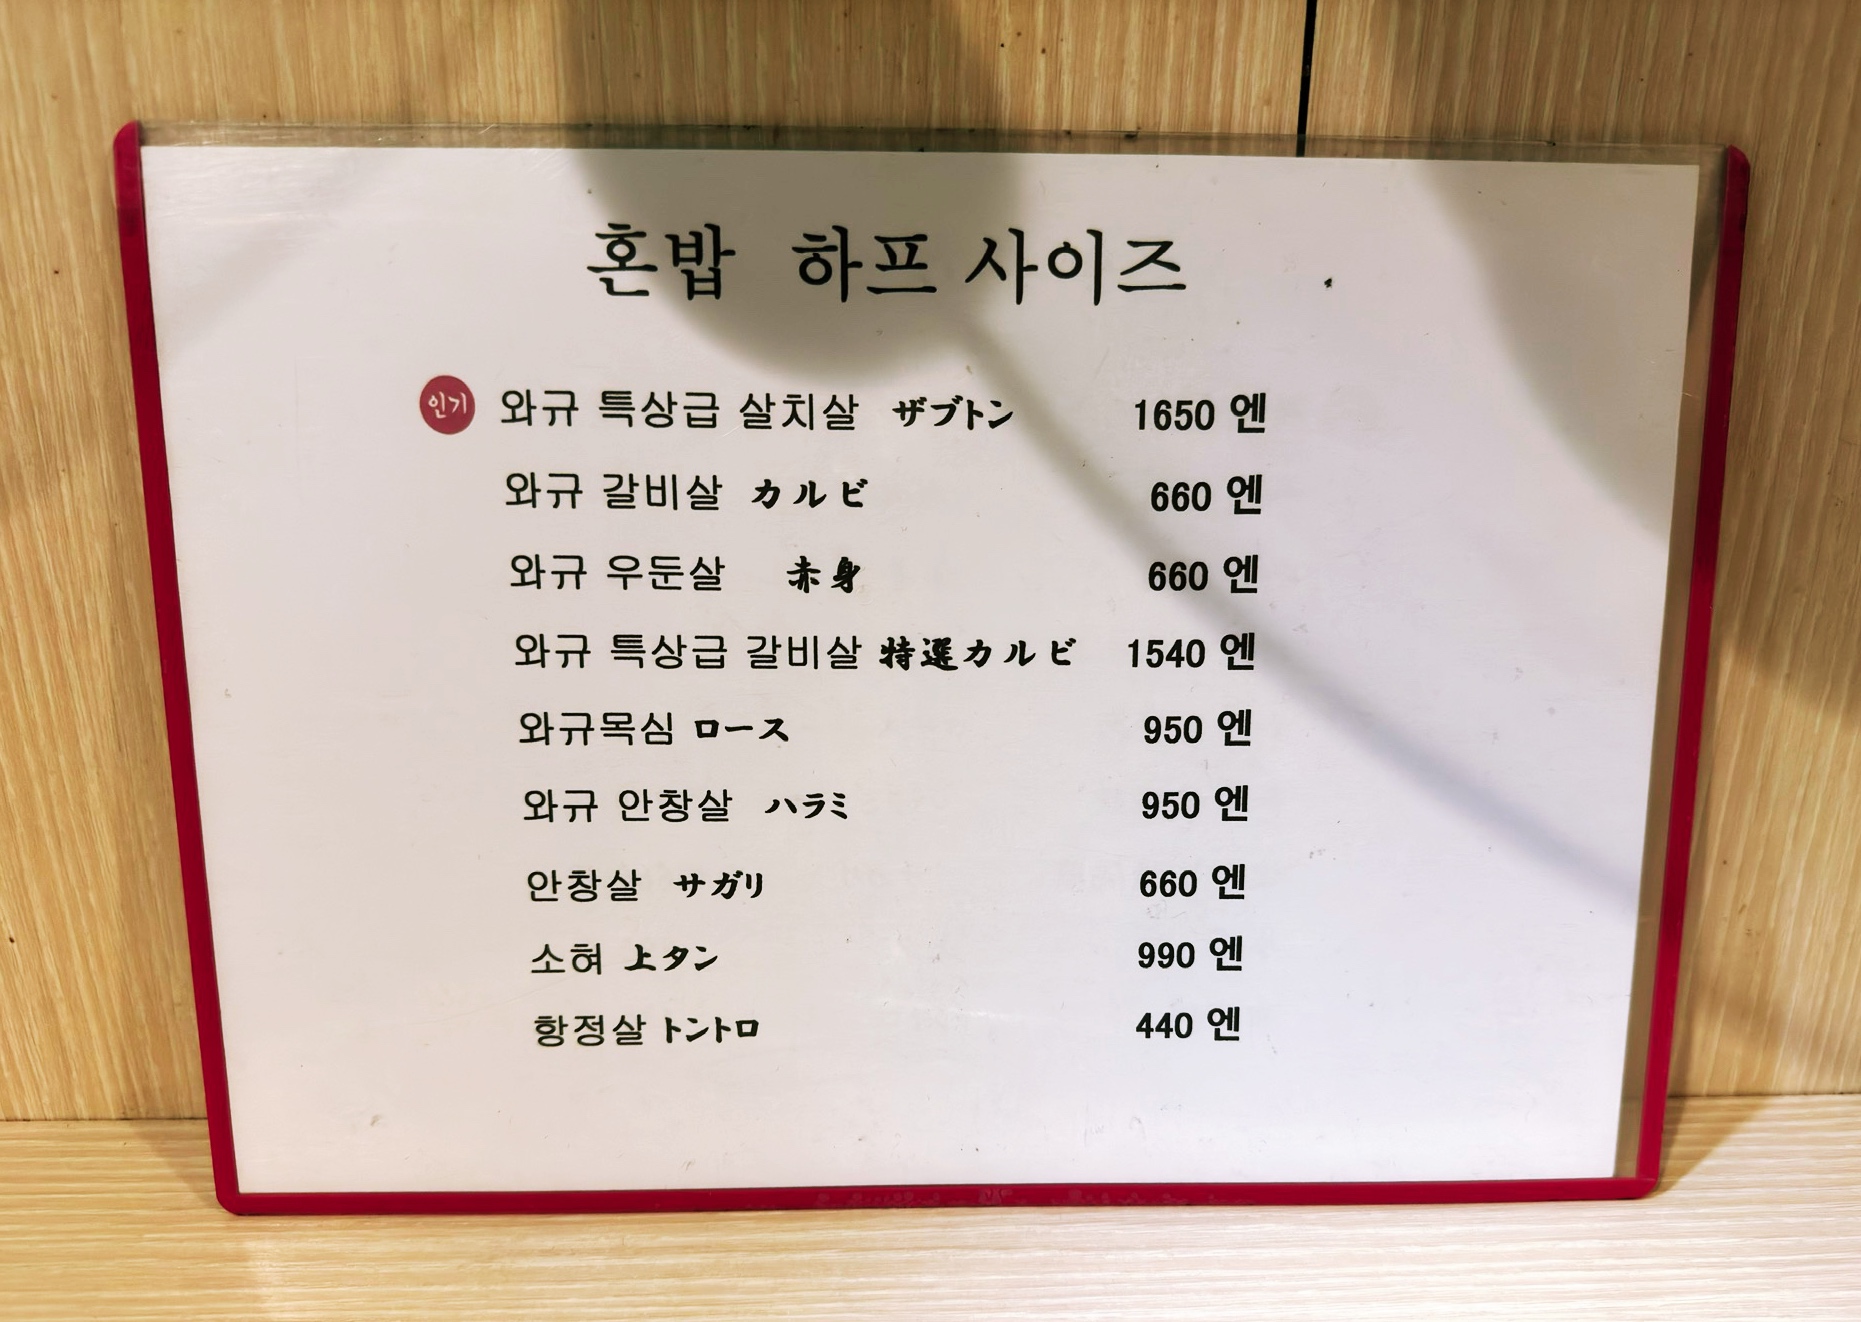 혼밥 하프 사이즈
인기 와규 특상급 살치살 ザブトン 1650 엔
와규 갈비살 カルビ 660 엔
와규 우둔살 赤身 660 엔
와규 특상급 갈비살 特選カルビ 1540 엔
와규목심 ロース 950 엔
와규 안창살 ハラミ 950 엔
안창살 サガリ 660 엔
소혀 上タン 990 엔
항정살 トントロ 440 엔